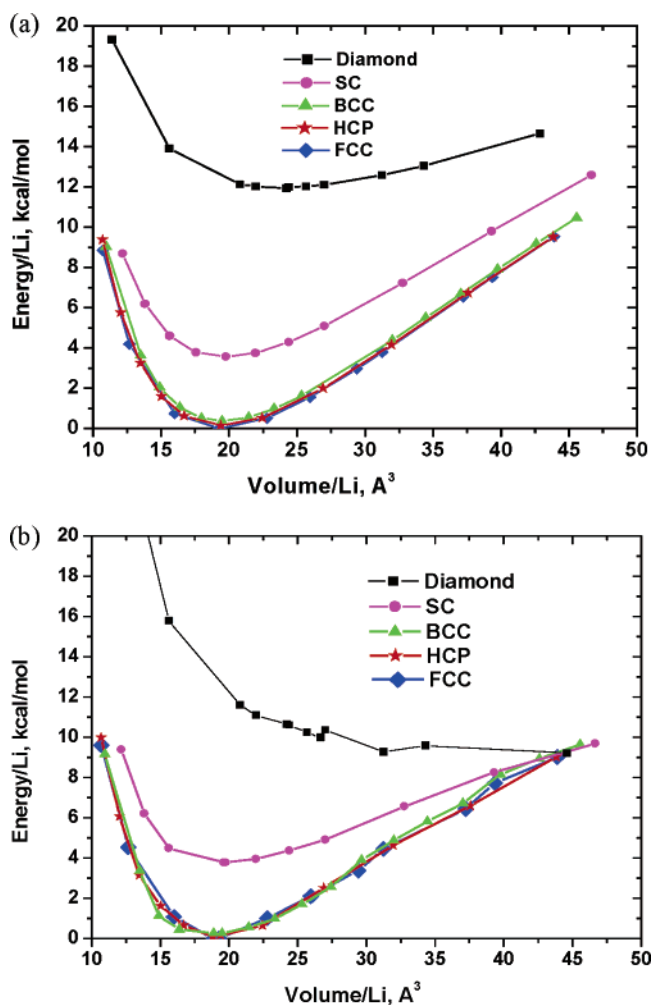 (a)
20
18
16
14
12
10
8
6
4
2
0
Energy/Li, kcal/mol
Diamond
SC
BCC
HCP
FCC
10 15 20 25 30 35 40 45 50
Volume/Li, A³
(b)
20
18
16
14
12
10
8
6
4
2
0
Energy/Li, kcal/mol
Diamond
SC
BCC
HCP
FCC
10 15 20 25 30 35 40 45 50
Volume/Li, A³